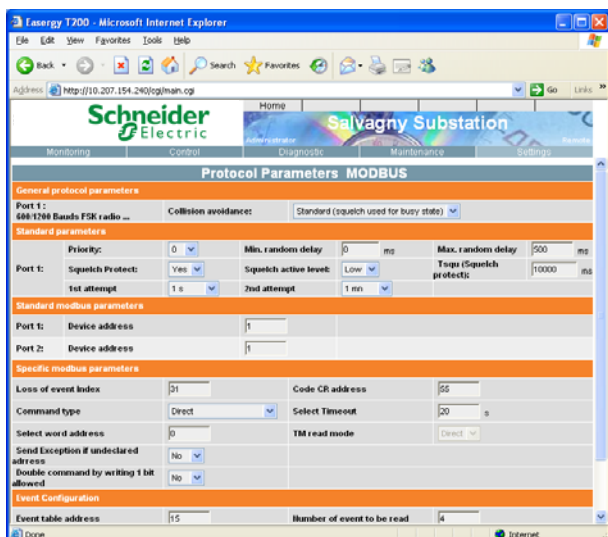 Easergy T200 - Microsoft Internet Explorer
File Edit View Favorites Tools Help
Back Search Favorites
Address http://10.207.154.240/cgi/main.cgi Go Links »
Schneider Electric
Home
Salvagny Substation
Administrator Remote
Monitoring Control Diagnostic Maintenance Settings
Protocol Parameters MODBUS
General protocol parameters
Port 1 :
600/1200 Bauds FSK radio ... Collision avoidance: Standard (squelch used for busy state)
Standard parameters
Priority: 0 Min. random delay 0 ms Max. random delay 500 ms
Port 1: Squelch Protect: Yes Squelch active level: Low Tsqu (Squelch protect): 10000 ms
1st attempt 1 s 2nd attempt 1 mn
Standard modbus parameters
Port 1: Device address 1
Port 2: Device address 1
Specific modbus parameters
Loss of event Index 31 Code CR address 55
Command type Direct Select Timeout 20 s
Select word address 0 TM read mode Direct
Send Exception if undeclared
adrress No
Double command by writing 1 bit
allowed No
Event Configuration
Event table address 15 Number of event to be read 4
Done Internet